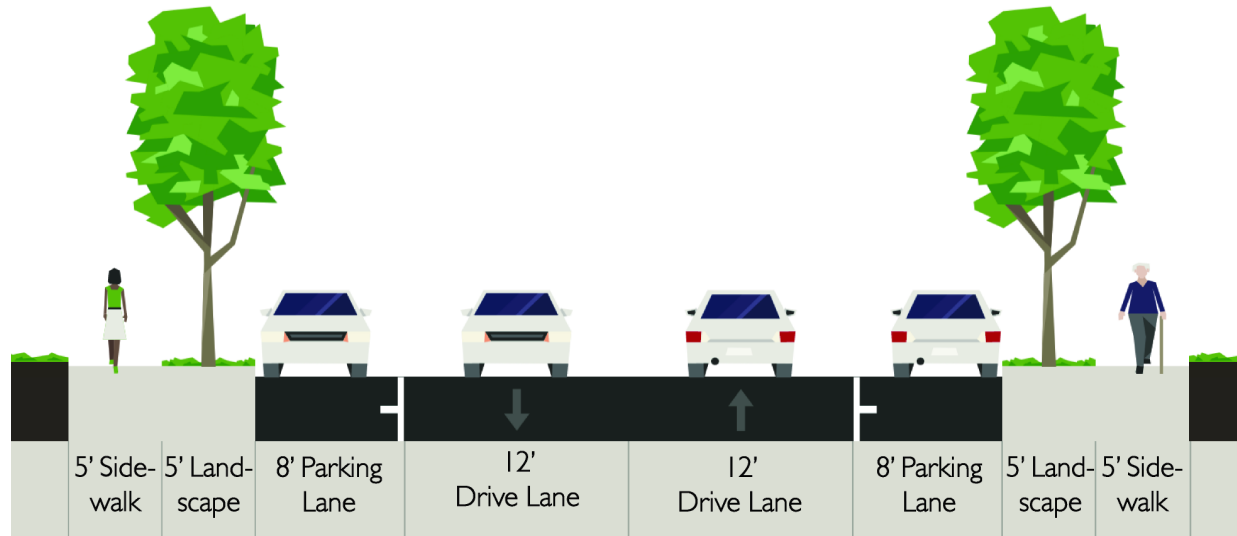 5’ Side-
walk
5’ Land-
scape
8’ Parking
Lane
12’
Drive Lane
12’
Drive Lane
8’ Parking
Lane
5’ Land-
scape
5’ Side-
walk